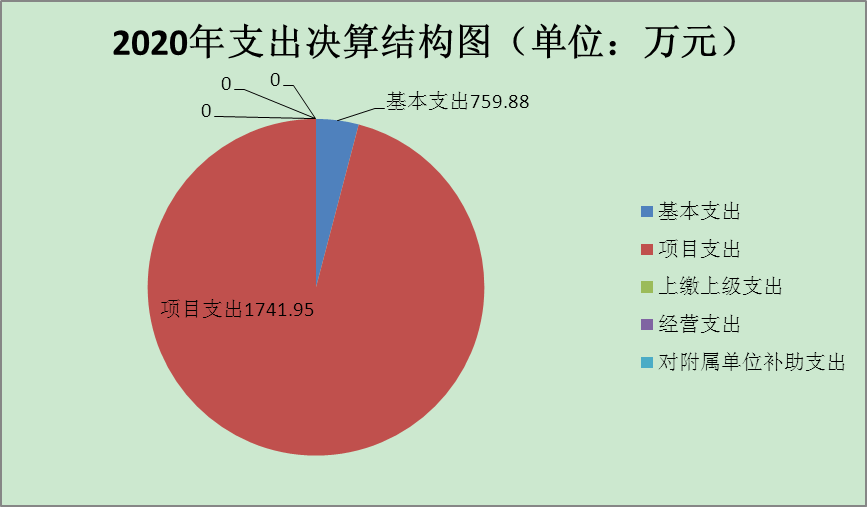 2020年支出决算结构图（单位：万元）
0
0
0
基本支出759.88
项目支出1741.95
基本支出
项目支出
上缴上级支出
经营支出
对附属单位补助支出